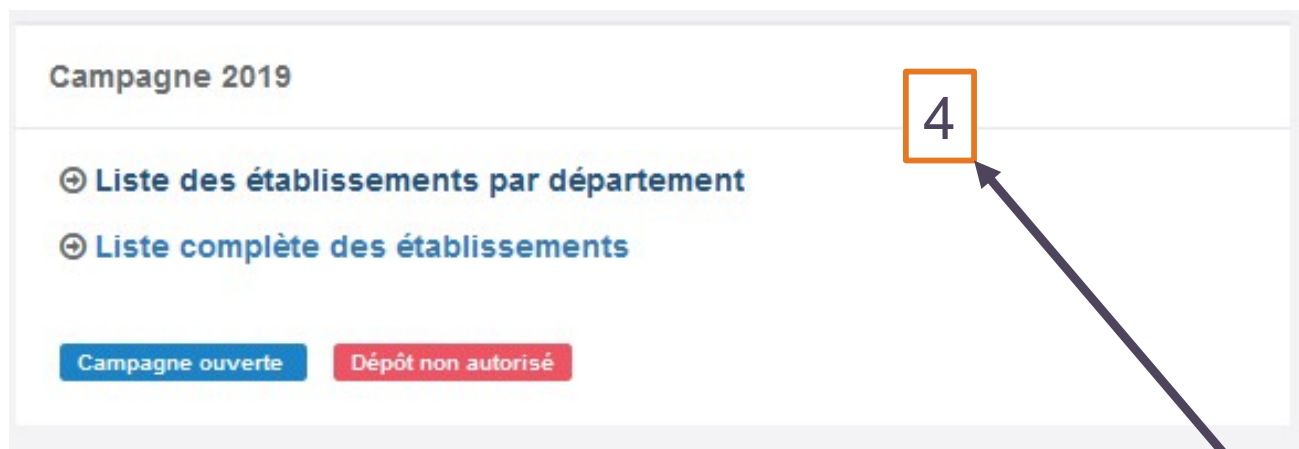 Campagne 2019
4
Liste des établissements par département
Liste complète des établissements
Campagne ouverte
Dépôt non autorisé